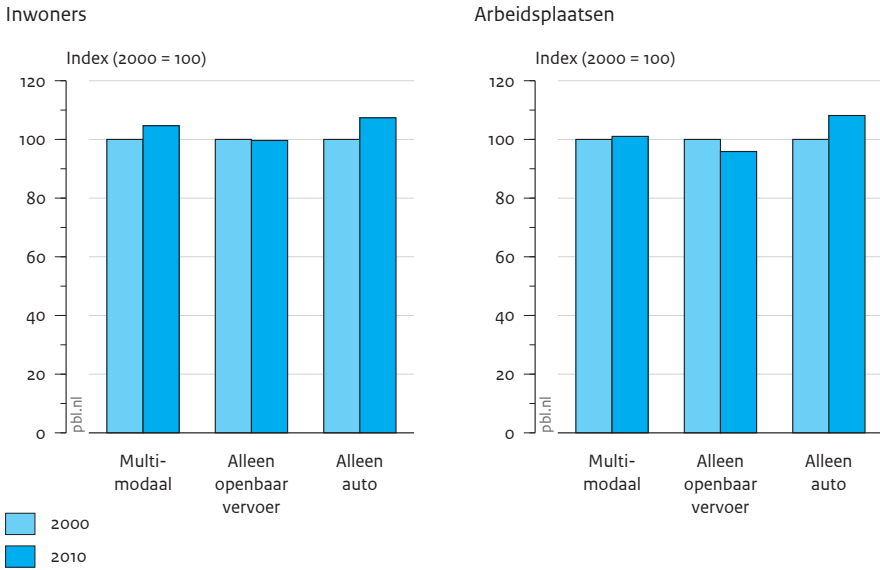 Inwoners
Index (2000 = 100)
120
100
80
60
40
20
0
pbl.nl
Multi-
modaal
Alleen
openbaar
vervoer
Alleen
auto
Arbeidsplaatsen
Index (2000 = 100)
120
100
80
60
40
20
0
pbl.nl
Multi-
modaal
Alleen
openbaar
vervoer
Alleen
auto
2000
2010